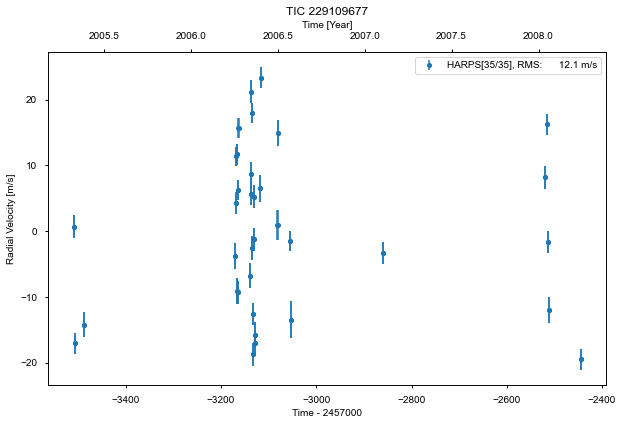 TIC 229109677
Time [Year]
2005.5 2006.0 2006.5 2007.0 2007.5 2008.0
HARPS[35/35], RMS: 12.1 m/s
Radial Velocity [m/s]
20
10
0
−10
−20
−3400 −3200 −3000 −2800 −2600 −2400
Time - 2457000